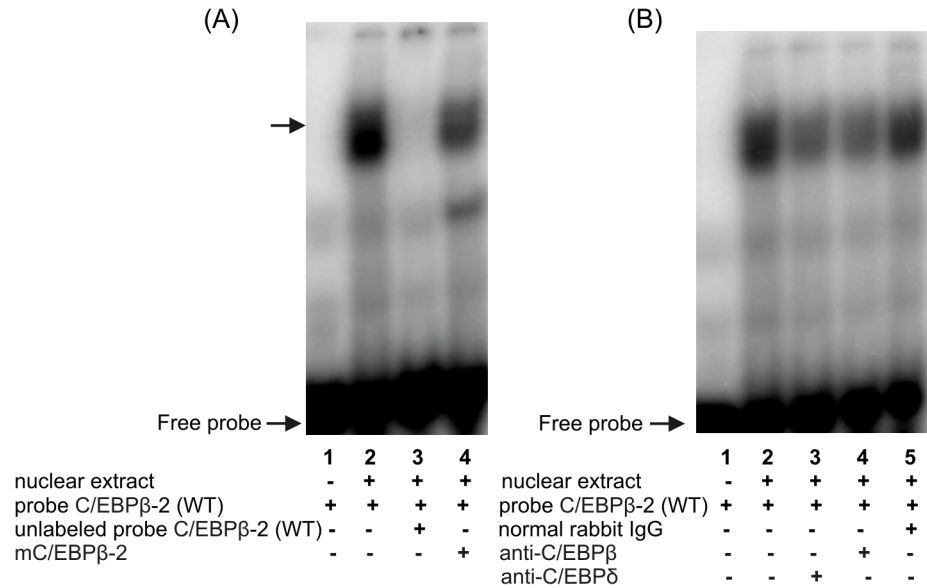 (A)
Free probe
1 2 3 4
nuclear extract - + + +
probe C/EBPβ-2 (WT) + + + +
unlabeled probe C/EBPβ-2 (WT) - - + -
mC/EBPβ-2 - - - +
(B)
Free probe
1 2 3 4 5
nuclear extract - + + + +
probe C/EBPβ-2 (WT) + + + + +
normal rabbit IgG - - - - +
anti-C/EBPβ - - - + -
anti-C/EBPδ - - + - -